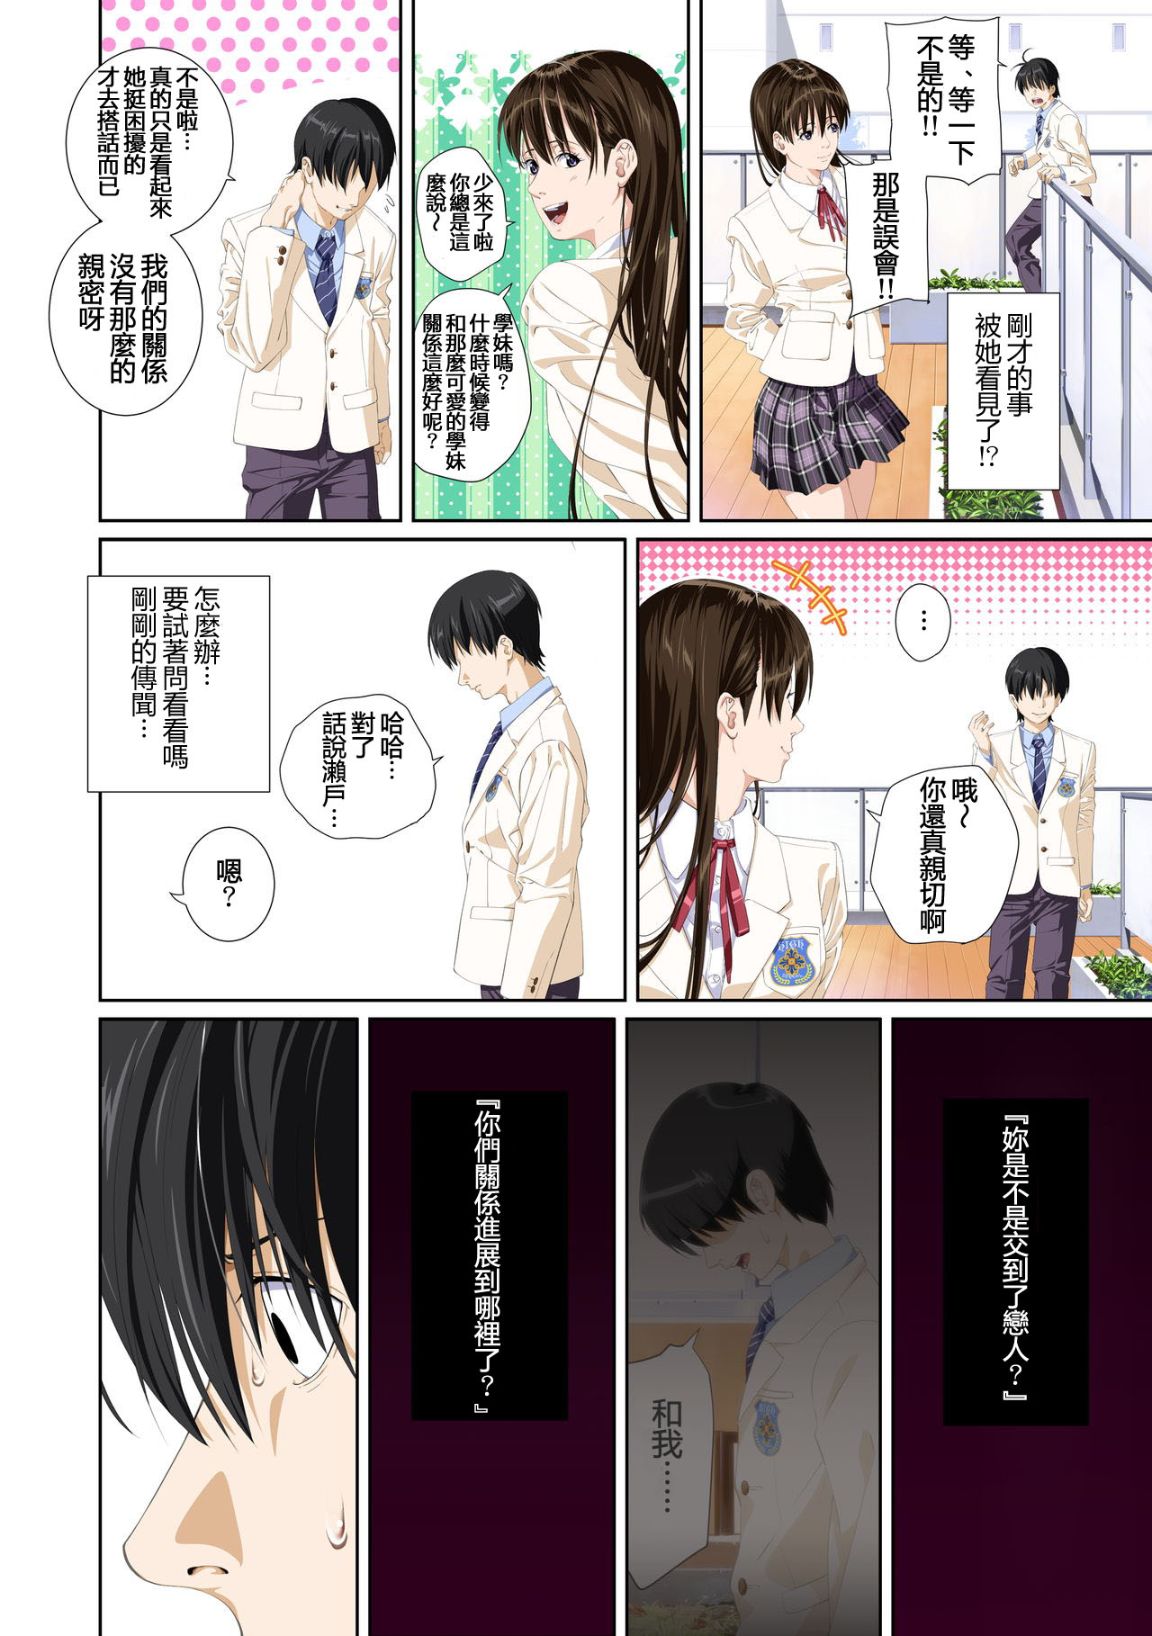 等、等一下
不是的!!
那是誤會!!
剛才的事
被她看見了!?
少來了啦
你總是這
麼說～
學妹嗎？
什麼時候變得
和那麼可愛的學妹
關係這麼好呢？
不是啦…
真的只是看起來
她挺困擾的
才去搭話而已
我們的關係
沒有那麼的
親密呀
…
哦～
你還真親切啊
HIGH
哈哈…
對了
話說瀨戶…
怎麼辦…
要試著問看看嗎
剛剛的傳聞…
嗯？
『妳是不是交到了戀人？』
和我……
『你們關係進展到哪裡了？』